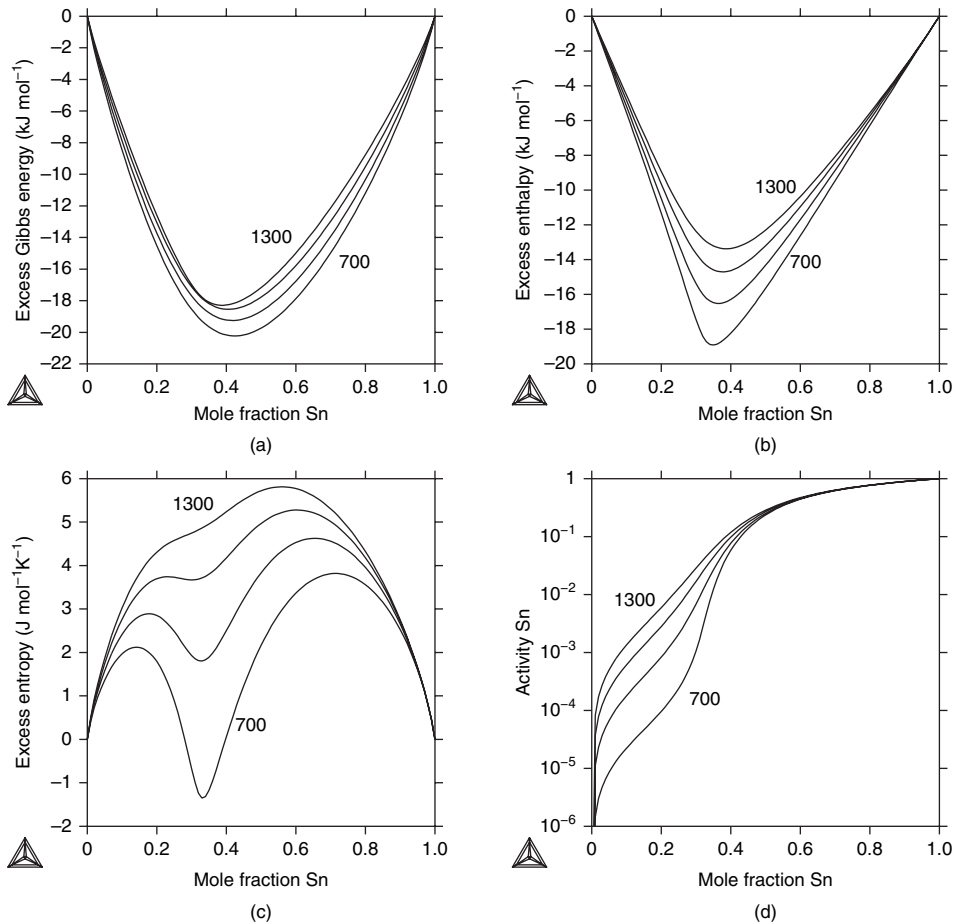 0
−2
−4
−6
−8
−10
−12
−14
−16
−18
−20
−22
Excess Gibbs energy (kJ mol−1)
1300
700
0 0.2 0.4 0.6 0.8 1.0
Mole fraction Sn
(a)
0
−2
−4
−6
−8
−10
−12
−14
−16
−18
−20
Excess enthalpy (kJ mol−1)
1300
700
0 0.2 0.4 0.6 0.8 1.0
Mole fraction Sn
(b)
6
5
4
3
2
1
0
−1
−2
Excess entropy (J mol−1K−1)
1300
700
0 0.2 0.4 0.6 0.8 1.0
Mole fraction Sn
(c)
1
10−1
10−2
10−3
10−4
10−5
10−6
Activity Sn
1300
700
0 0.2 0.4 0.6 0.8 1.0
Mole fraction Sn
(d)